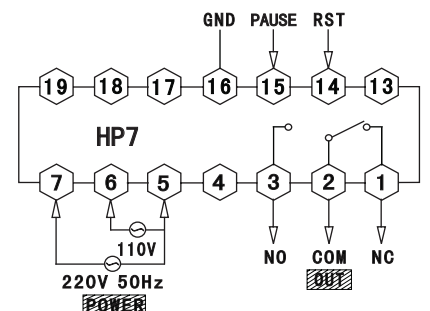 GND PAUSE RST
19 18 17 16 15 14 13
HP7
7 6 5 4 3 2 1
110V
NO COM NC
220V 50Hz
OUT
POWER